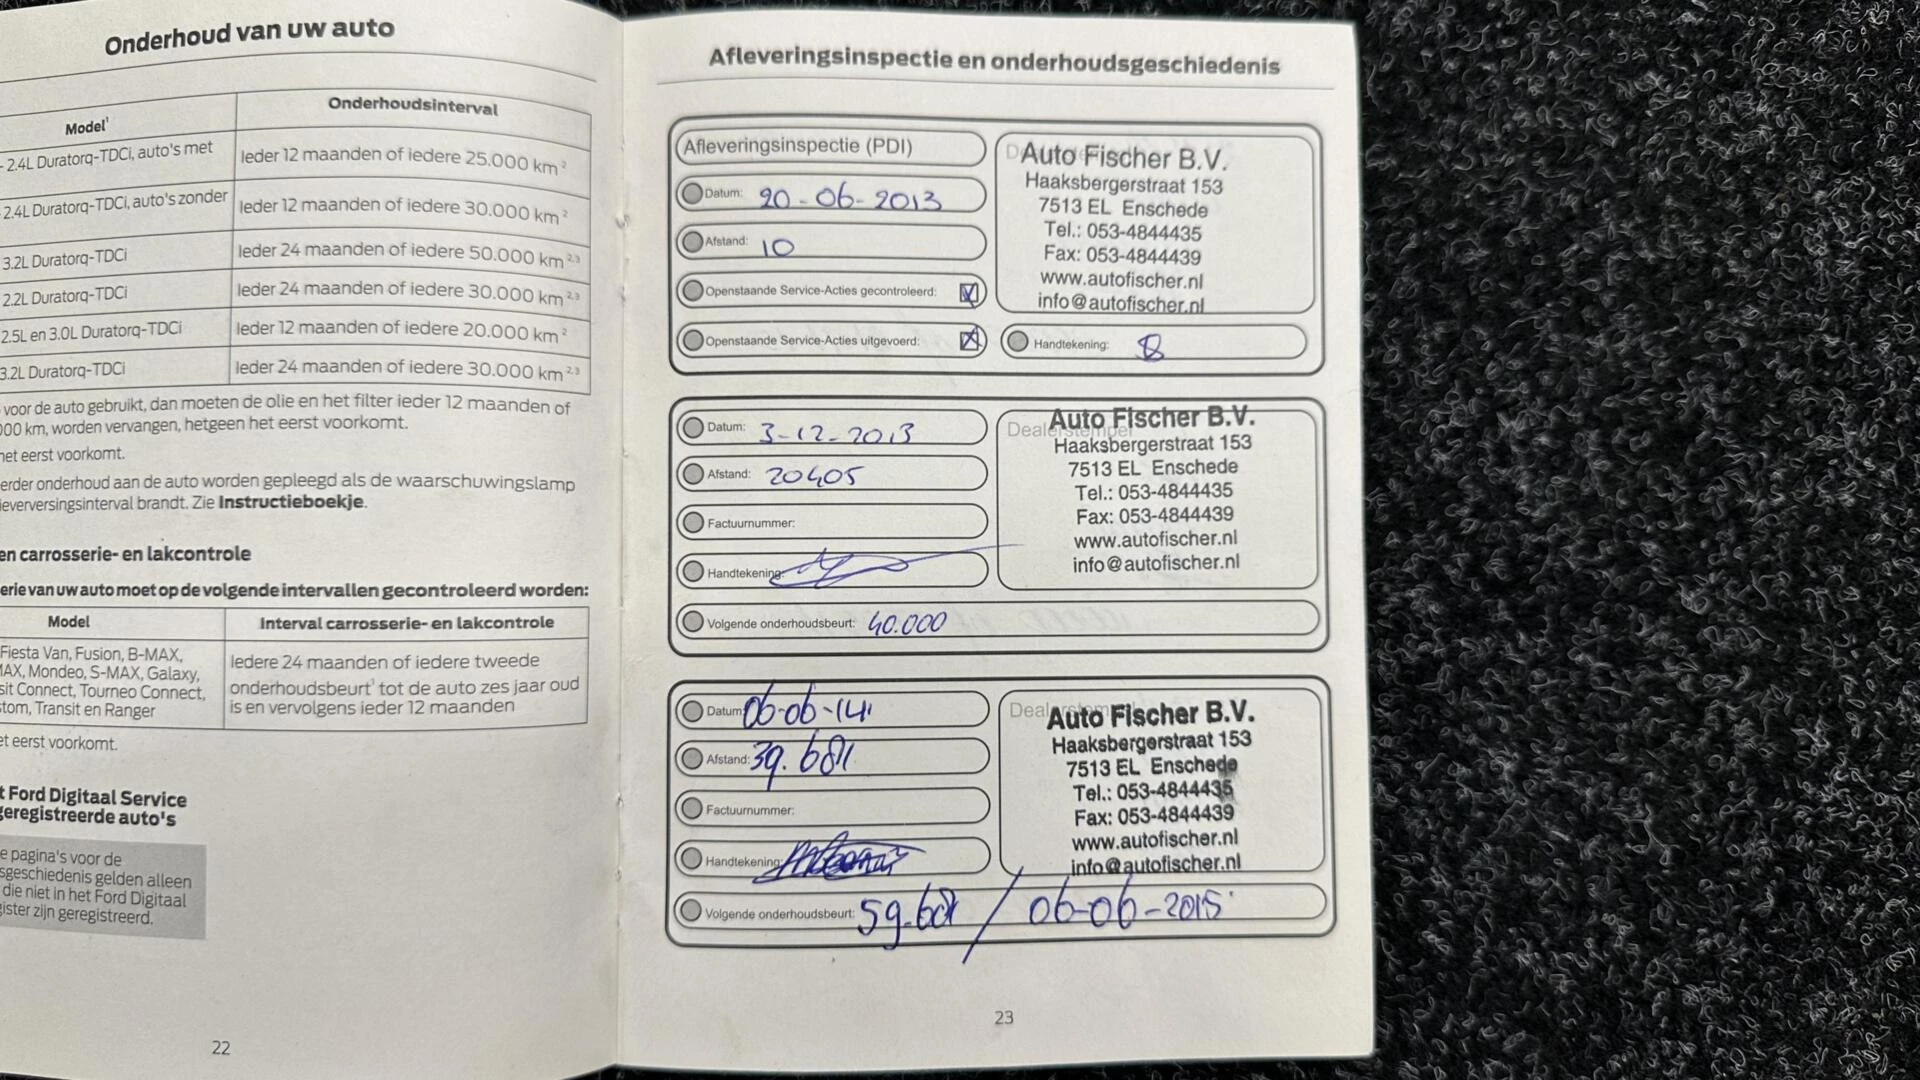 Onderhoud van uw auto
Model¹
Onderhoudsinterval
- 2.4L Duratorq-TDCi, auto's met
Ieder 12 maanden of iedere 25.000 km ²
2.4L Duratorq-TDCi, auto's zonder
Ieder 12 maanden of iedere 30.000 km ²
3.2L Duratorq-TDCi
Ieder 24 maanden of iedere 50.000 km ²,³
2.2L Duratorq-TDCi
Ieder 24 maanden of iedere 30.000 km ²,³
2.5L en 3.0L Duratorq-TDCi
Ieder 12 maanden of iedere 20.000 km ²
3.2L Duratorq-TDCi
Ieder 24 maanden of iedere 30.000 km ²,³
voor de auto gebruikt, dan moeten de olie en het filter ieder 12 maanden of
000 km, worden vervangen, hetgeen het eerst voorkomt.
het eerst voorkomt.
erder onderhoud aan de auto worden gepleegd als de waarschuwingslamp
ieverversingsinterval brandt. Zie Instructieboekje.
en carrosserie- en lakcontrole
erie van uw auto moet op de volgende intervallen gecontroleerd worden:
Model
Interval carrosserie- en lakcontrole
Fiesta Van, Fusion, B-MAX,
MAX, Mondeo, S-MAX, Galaxy,
sit Connect, Tourneo Connect,
stom, Transit en Ranger
Iedere 24 maanden of iedere tweede
onderhoudsbeurt¹ tot de auto zes jaar oud
is en vervolgens ieder 12 maanden
et eerst voorkomt.
t Ford Digitaal Service
geregistreerde auto's
e pagina's voor de
sgeschiedenis gelden alleen
die niet in het Ford Digitaal
gister zijn geregistreerd.
22
Afleveringsinspectie en onderhoudsgeschiedenis
Afleveringsinspectie (PDI)
Datum: 20-06-2013
Afstand: 10
Openstaande Service-Acties gecontroleerd:
Openstaande Service-Acties uitgevoerd:
Auto Fischer B.V.
Haaksbergerstraat 153
7513 EL Enschede
Tel.: 053-4844435
Fax: 053-4844439
www.autofischer.nl
info@autofischer.nl
Handtekening:
Datum: 3-12-2013
Afstand: 20405
Factuurnummer:
Handtekening:
Volgende onderhoudsbeurt: 40.000
Dealerstempel
Auto Fischer B.V.
Haaksbergerstraat 153
7513 EL Enschede
Tel.: 053-4844435
Fax: 053-4844439
www.autofischer.nl
info@autofischer.nl
Datum: 06-06-14
Afstand: 39.681
Factuurnummer:
Handtekening:
Volgende onderhoudsbeurt: 59.681 / 06-06-2015
Auto Fischer B.V.
Haaksbergerstraat 153
7513 EL Enschede
Tel.: 053-4844435
Fax: 053-4844439
www.autofischer.nl
info@autofischer.nl
23